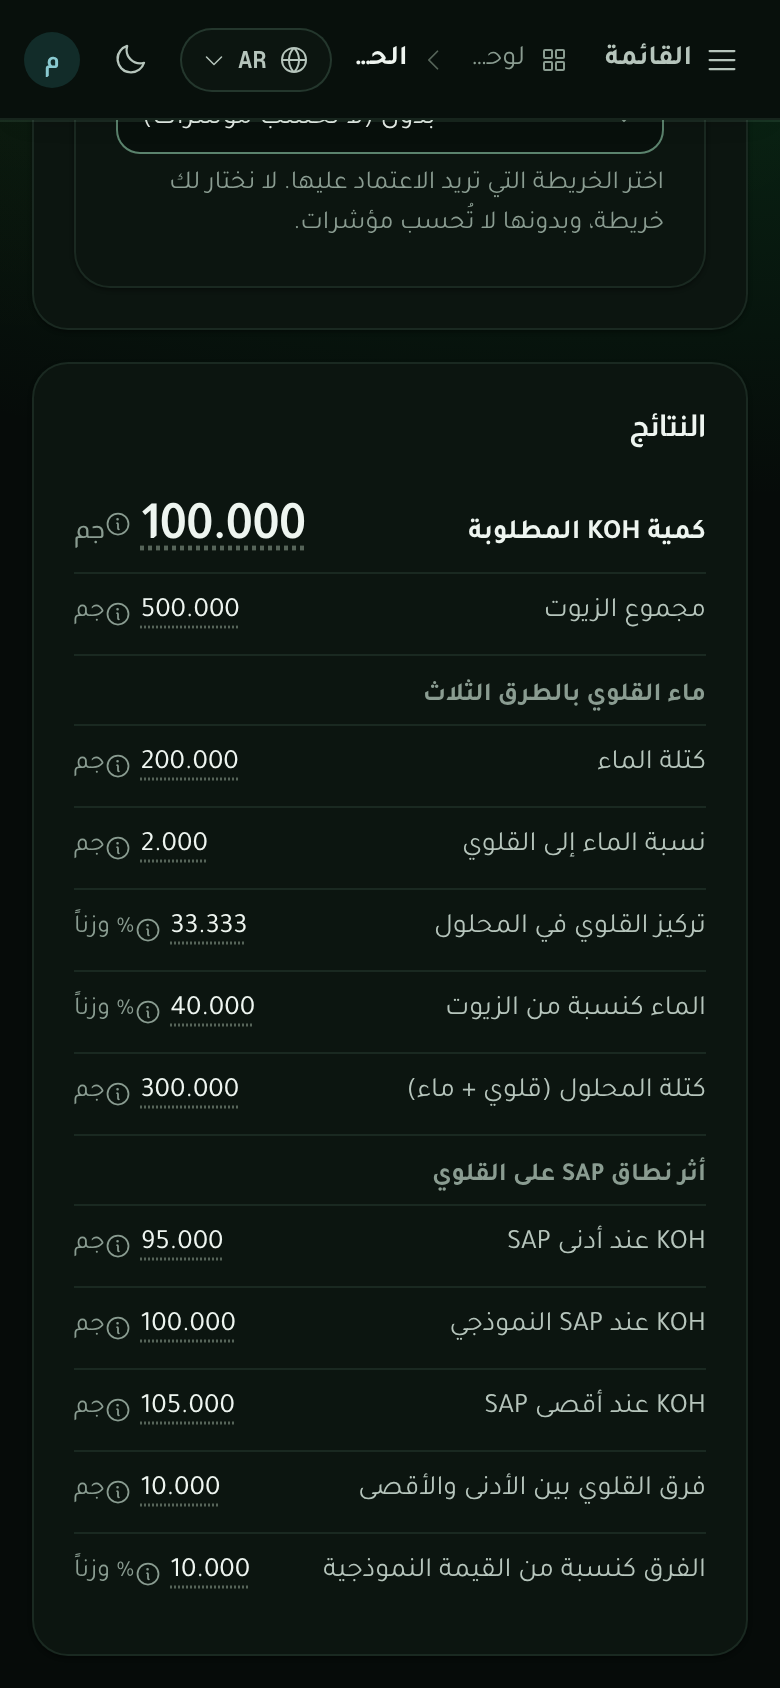 القائمة
لوحـ...
الحـ...
AR
م
بدون (لا تُحسب مؤشرات)
اختر الخريطة التي تريد الاعتماد عليها. لا نختار لك
خريطة، وبدونها لا تُحسب مؤشرات.
النتائج
كمية KOH المطلوبة 100.000 جم
مجموع الزيوت 500.000 جم
ماء القلوي بالطرق الثلاث
كتلة الماء 200.000 جم
نسبة الماء إلى القلوي 2.000 جم
تركيز القلوي في المحلول 33.333 % وزناً
الماء كنسبة من الزيوت 40.000 % وزناً
كتلة المحلول (قلوي + ماء) 300.000 جم
أثر نطاق SAP على القلوي
KOH عند أدنى SAP 95.000 جم
KOH عند SAP النموذجي 100.000 جم
KOH عند أقصى SAP 105.000 جم
فرق القلوي بين الأدنى والأقصى 10.000 جم
الفرق كنسبة من القيمة النموذجية 10.000 % وزناً